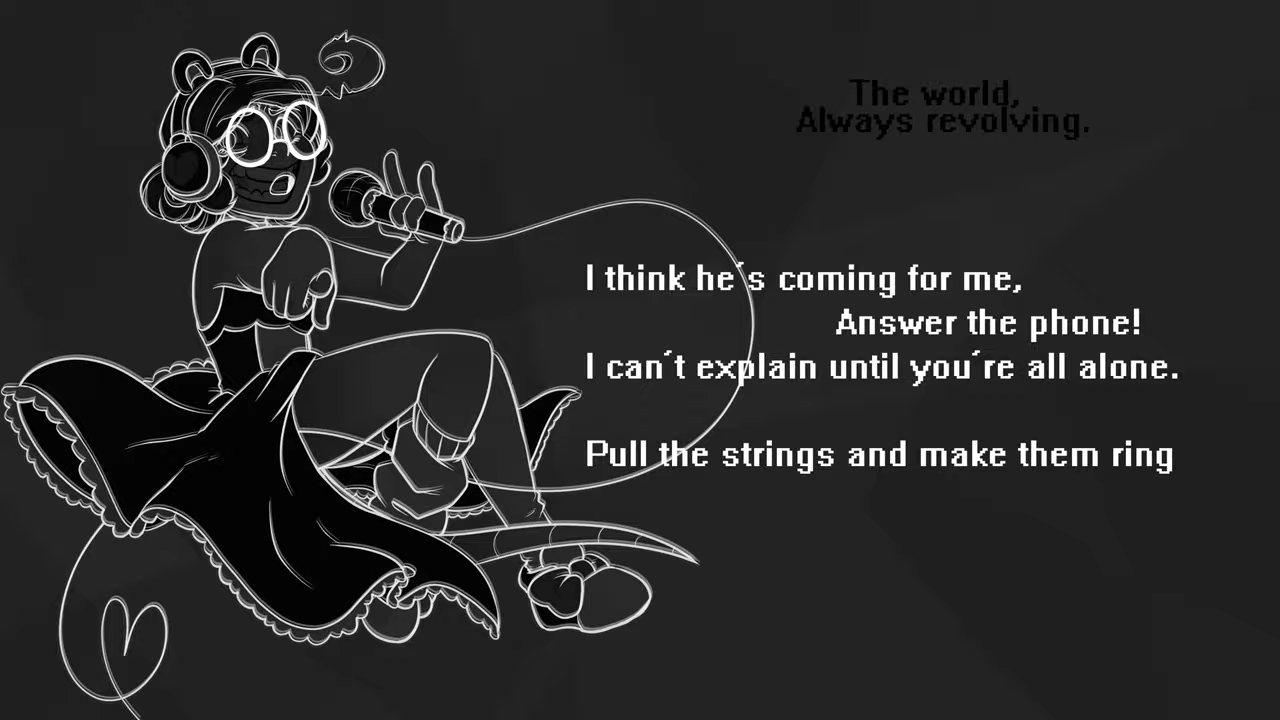 The world,
Always revolving.
I think he's coming for me,
Answer the phone!
I can't explain until you're all alone.
Pull the strings and make them ring